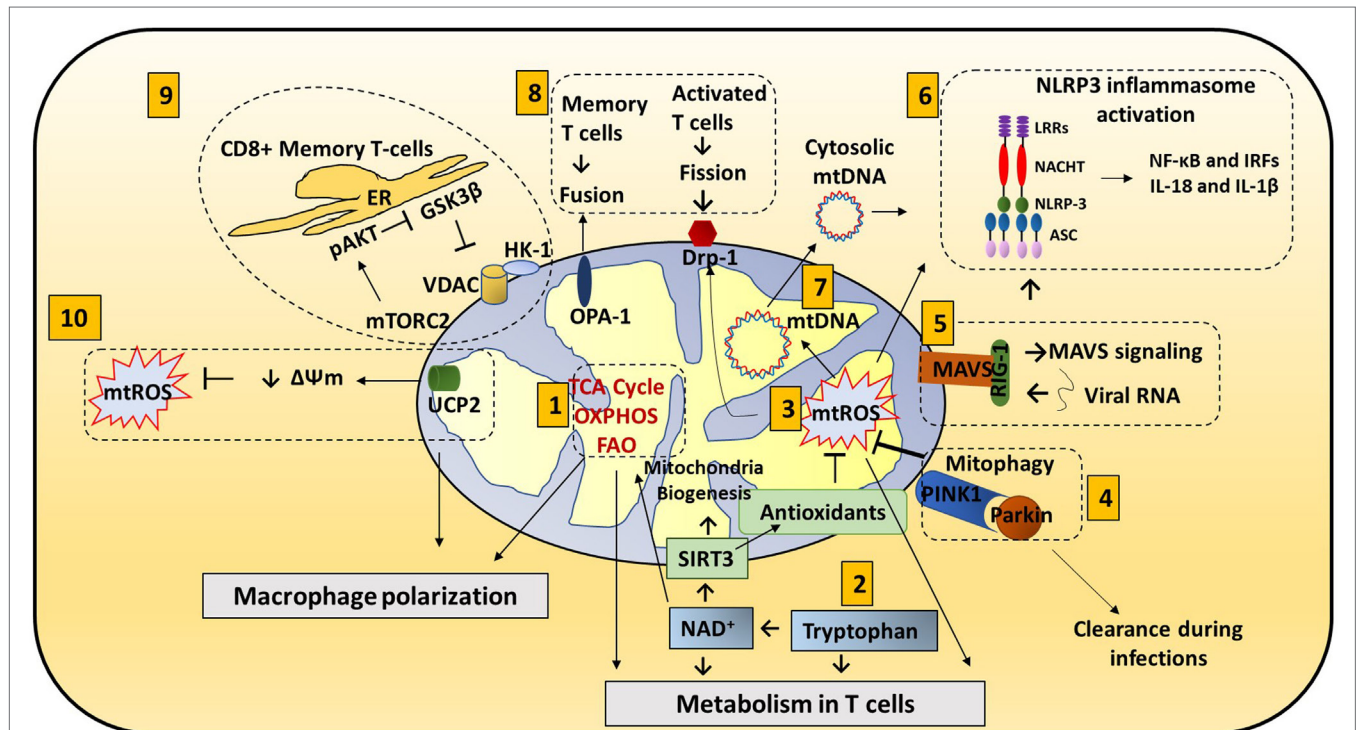 9
CD8+ Memory T-cells
ER
GSK3β
pAKT
HK-1
VDAC
mTORC2
8
Memory
T cells
Fusion
Activated
T cells
Fission
Drp-1
OPA-1
Cytosolic
mtDNA
6
NLRP3 inflammasome
activation
LRRs
NACHT
NLRP-3
ASC
NF-κB and IRFs
IL-18 and IL-1β
7
mtDNA
5
MAVS
RIG-1
MAVS signaling
Viral RNA
10
mtROS
ΔΨm
UCP2
1
TCA Cycle
OXPHOS
FAO
3
mtROS
Mitochondria
Biogenesis
Antioxidants
Mitophagy
PINK1
Parkin
4
SIRT3
2
NAD⁺
Tryptophan
Macrophage polarization
Clearance during
infections
Metabolism in T cells